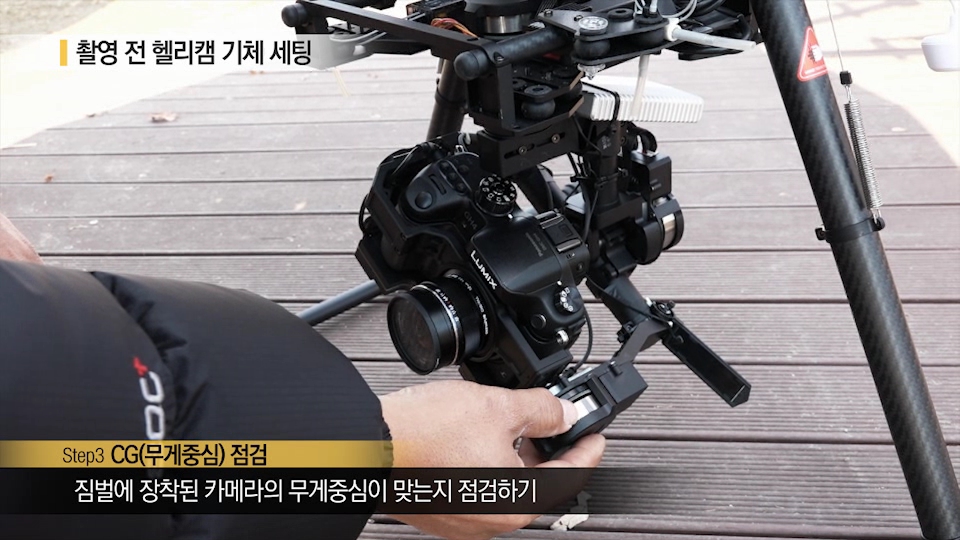 촬영 전 헬리캠 기체 세팅
LUMIX
Step3 CG(무게중심) 점검
짐벌에 장착된 카메라의 무게중심이 맞는지 점검하기